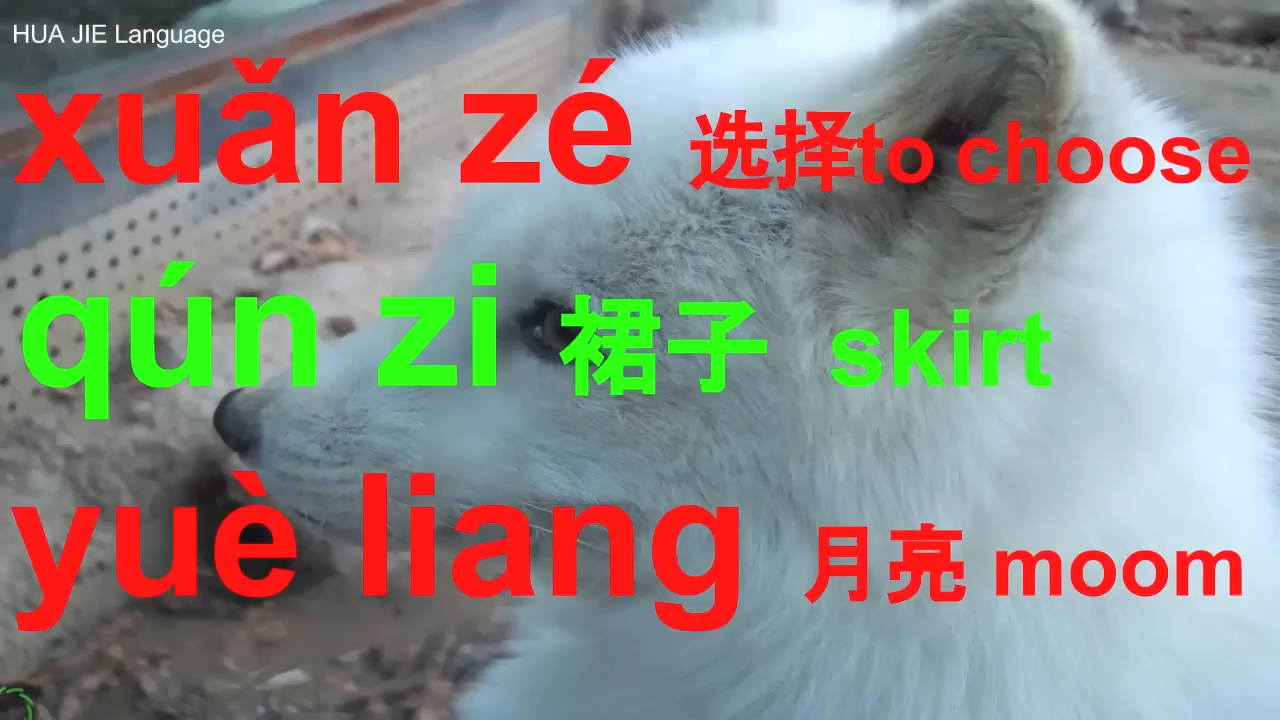 HUA JIE Language
xuǎn zé 选择to choose
qún zi 裙子 skirt
yuè liang 月亮 moom